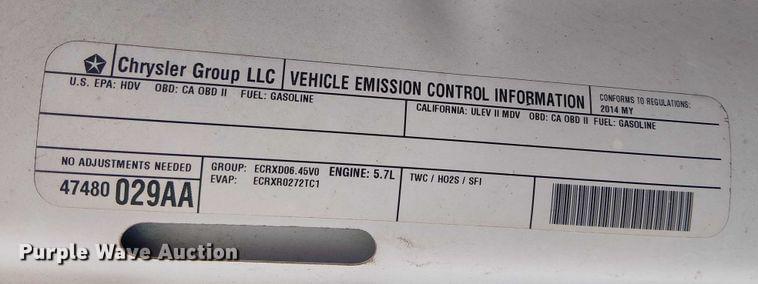 Chrysler Group LLC VEHICLE EMISSION CONTROL INFORMATION
CONFORMS TO REGULATIONS:
2014 MY
U.S. EPA: HDV OBD: CA OBD II FUEL: GASOLINE
CALIFORNIA: ULEV II MDV OBD: CA OBD II FUEL: GASOLINE
NO ADJUSTMENTS NEEDED
47480 029AA
GROUP: ECRXD06.45V0 ENGINE: 5.7L
EVAP: ECRXR0272TC1
TWC / HO2S / SFI
Purple Wave Auction